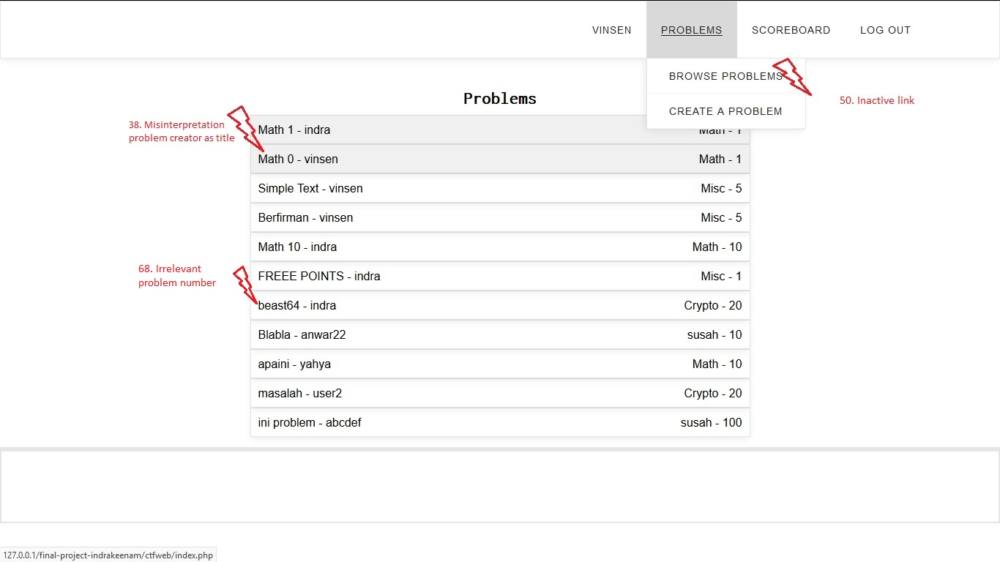 VINSEN PROBLEMS SCOREBOARD LOG OUT
BROWSE PROBLEMS
CREATE A PROBLEM
50. Inactive link
Problems
38. Misinterpretation
problem creator as title
Math 1 - indra Math - 1
Math 0 - vinsen Math - 1
Simple Text - vinsen Misc - 5
Berfirman - vinsen Misc - 5
Math 10 - indra Math - 10
68. Irrelevant
problem number
FREEE POINTS - indra Misc - 1
beast64 - indra Crypto - 20
Blabla - anwar22 susah - 10
apaini - yahya Math - 10
masalah - user2 Crypto - 20
ini problem - abcdef susah - 100
127.0.0.1/final-project-indrakeenam/ctfweb/index.php